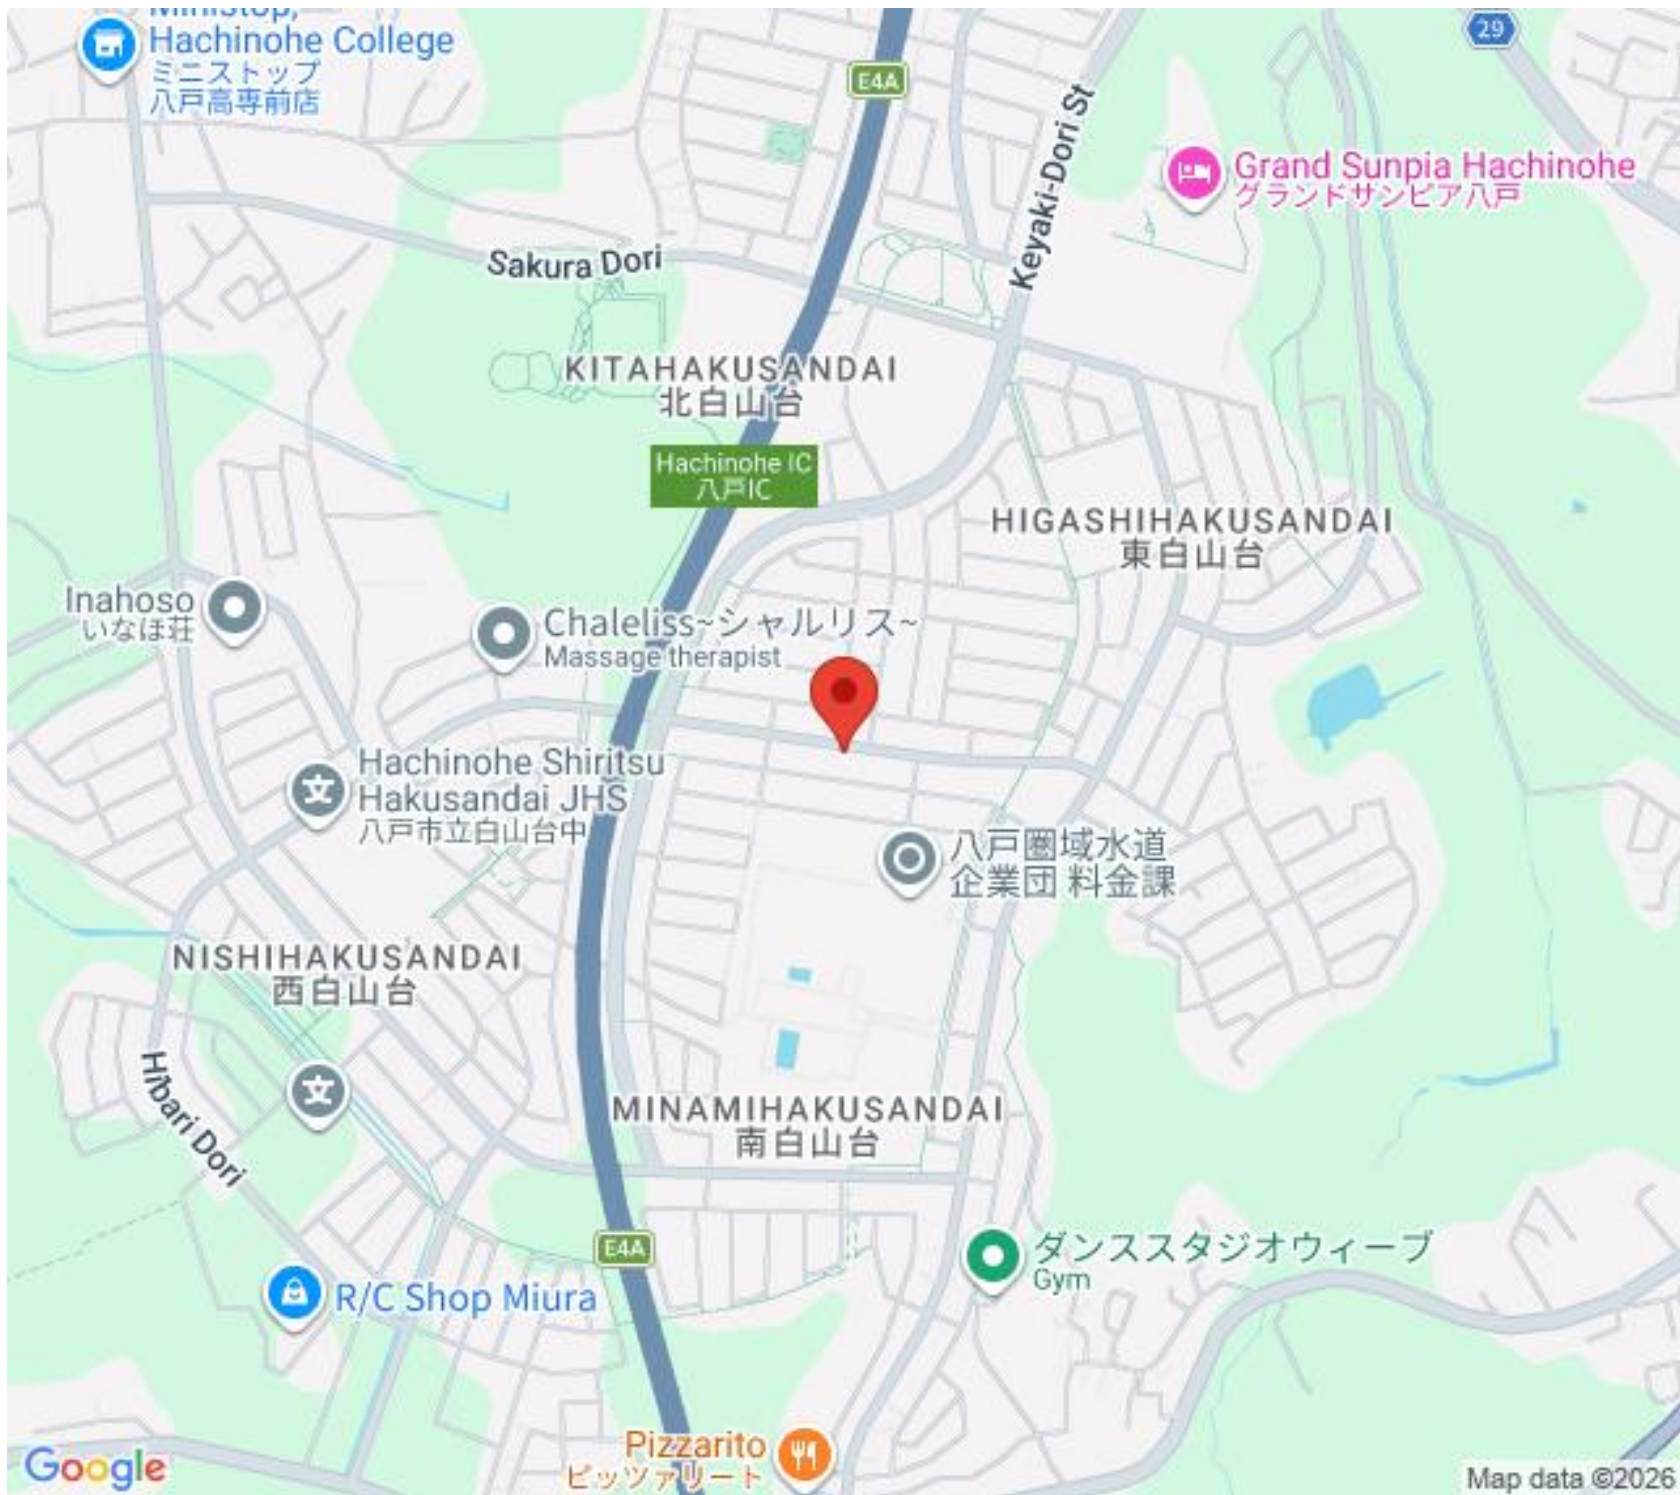 Ministop,
Hachinohe College
ミニストップ
八戸高専前店
E4A
29
Keyaki-Dori St
Grand Sunpia Hachinohe
グランドサンピア八戸
Sakura Dori
KITAHAKUSANDAI
北白山台
Hachinohe IC
八戸IC
HIGASHIHAKUSANDAI
東白山台
Inahoso
いなほ荘
Chaleliss~シャルリス~
Massage therapist
Hachinohe Shiritsu
Hakusandai JHS
八戸市立白山台中
文
八戸圏域水道
企業団 料金課
NISHIHAKUSANDAI
西白山台
Hibari Dori
文
MINAMIHAKUSANDAI
南白山台
E4A
ダンススタジオウィーブ
Gym
R/C Shop Miura
Pizzarito
ピッツァリート
Google
Map data ©2026